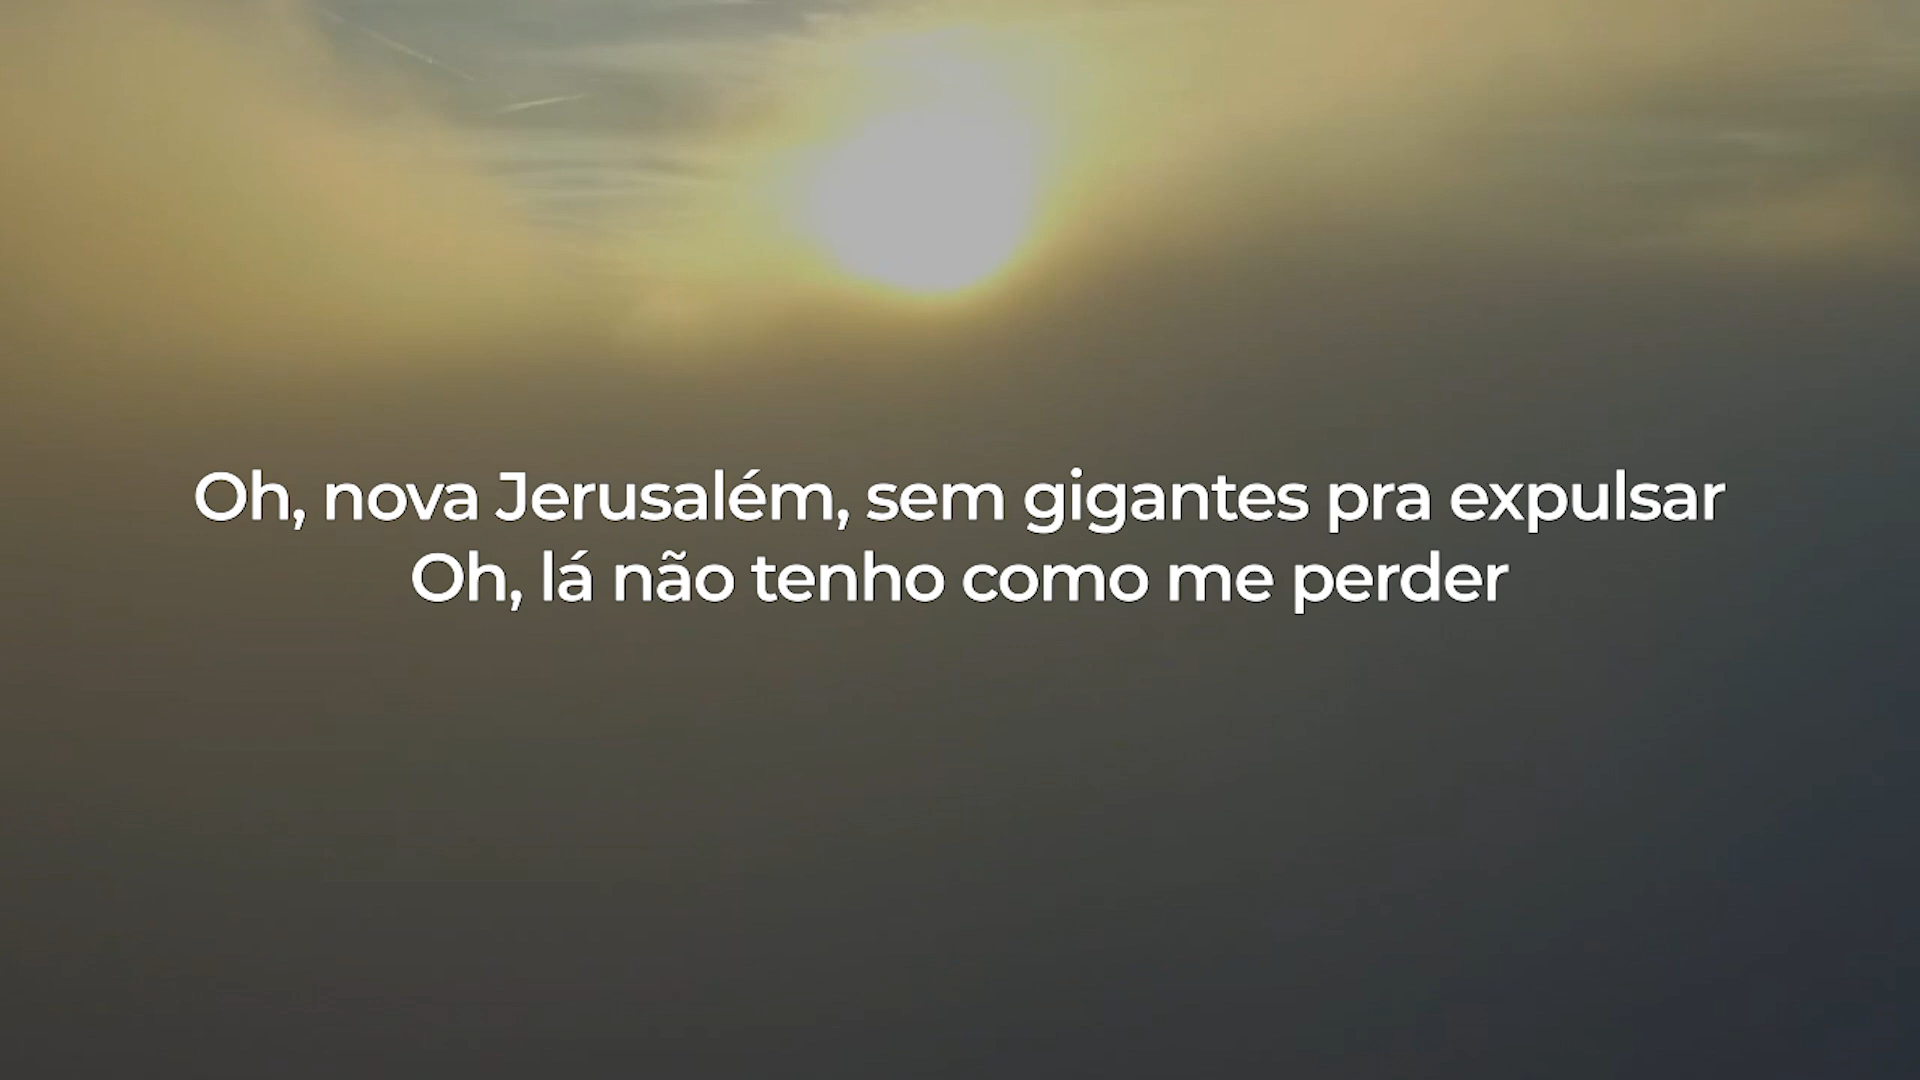 Oh, nova Jerusalém, sem gigantes pra expulsar
Oh, lá não tenho como me perder